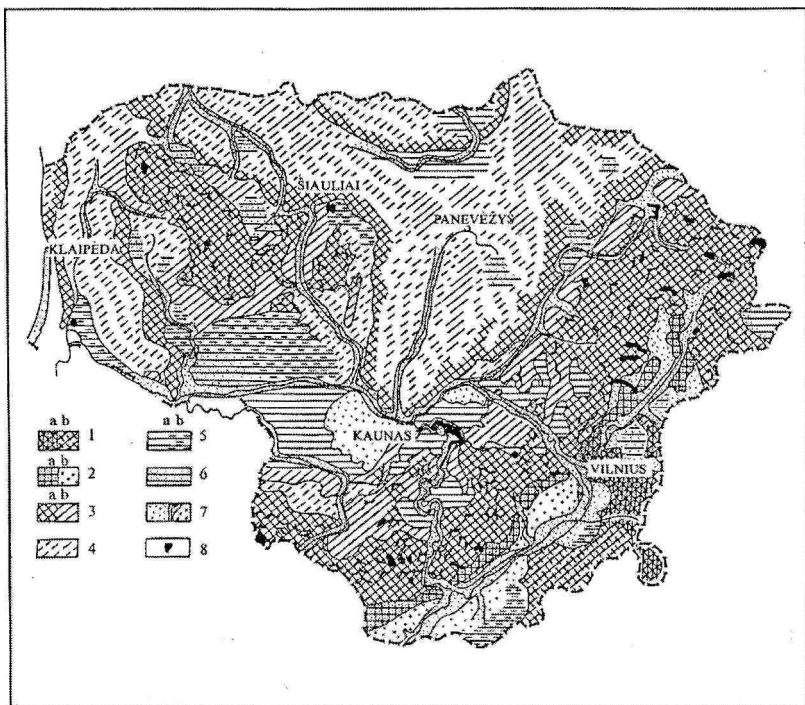 ŠIAULIAI
PANEVĖŽYS
KLAIPĖDA
KAUNAS
VILNIUS
a b
1
a b
5
a b
2
6
a b
3
7
4
8